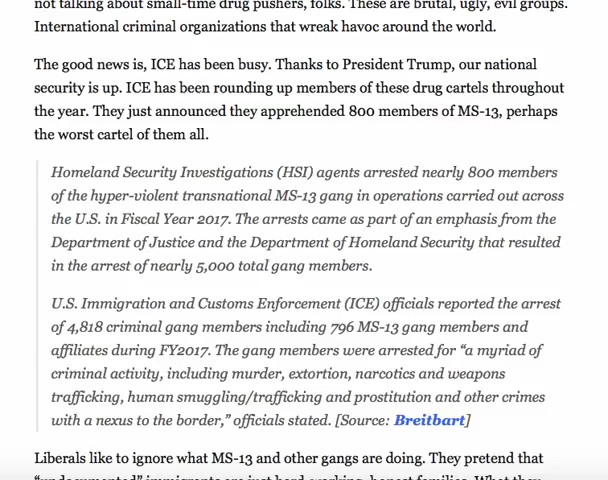 not talking about small-time drug pushers, folks. These are brutal, ugly, evil groups.
International criminal organizations that wreak havoc around the world.
The good news is, ICE has been busy. Thanks to President Trump, our national
security is up. ICE has been rounding up members of these drug cartels throughout
the year. They just announced they apprehended 800 members of MS-13, perhaps
the worst cartel of them all.
Homeland Security Investigations (HSI) agents arrested nearly 800 members
of the hyper-violent transnational MS-13 gang in operations carried out across
the U.S. in Fiscal Year 2017. The arrests came as part of an emphasis from the
Department of Justice and the Department of Homeland Security that resulted
in the arrest of nearly 5,000 total gang members.
U.S. Immigration and Customs Enforcement (ICE) officials reported the arrest
of 4,818 criminal gang members including 796 MS-13 gang members and
affiliates during FY2017. The gang members were arrested for “a myriad of
criminal activity, including murder, extortion, narcotics and weapons
trafficking, human smuggling/trafficking and prostitution and other crimes
with a nexus to the border,” officials stated. [Source: Breitbart]
Liberals like to ignore what MS-13 and other gangs are doing. They pretend that
“undocumented” immigrants are just hard-working, honest families. What they